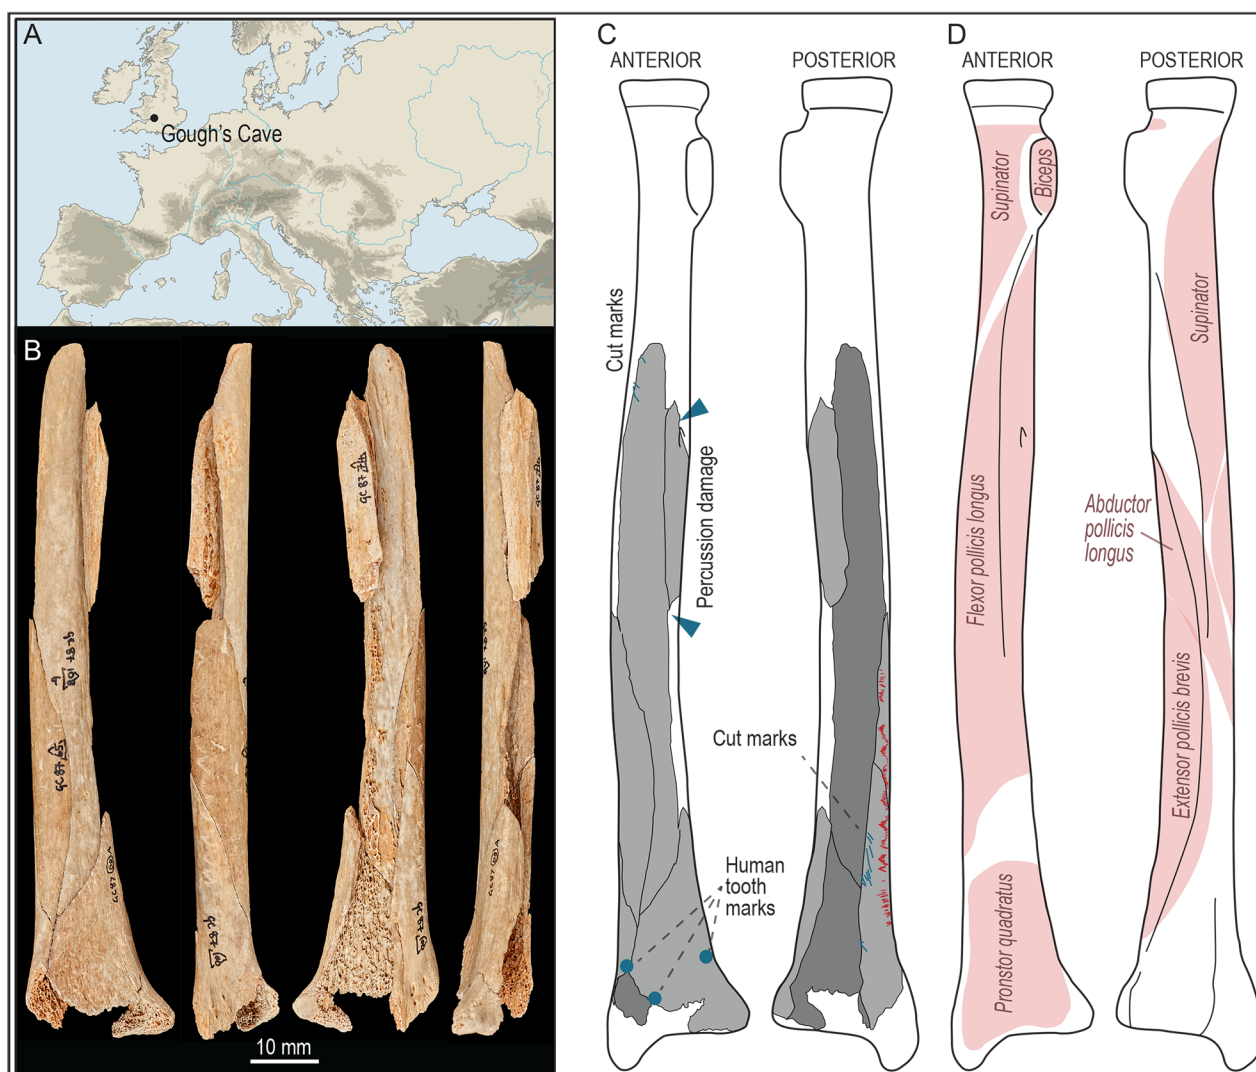 A
Gough's Cave
B
10 mm
C
ANTERIOR
POSTERIOR
Cut marks
Percussion damage
Cut marks
Human
tooth
marks
D
ANTERIOR
POSTERIOR
Supinator
Biceps
Supinator
Flexor pollicis longus
Abductor
pollicis
longus
Extensor pollicis brevis
Pronstor quadratus